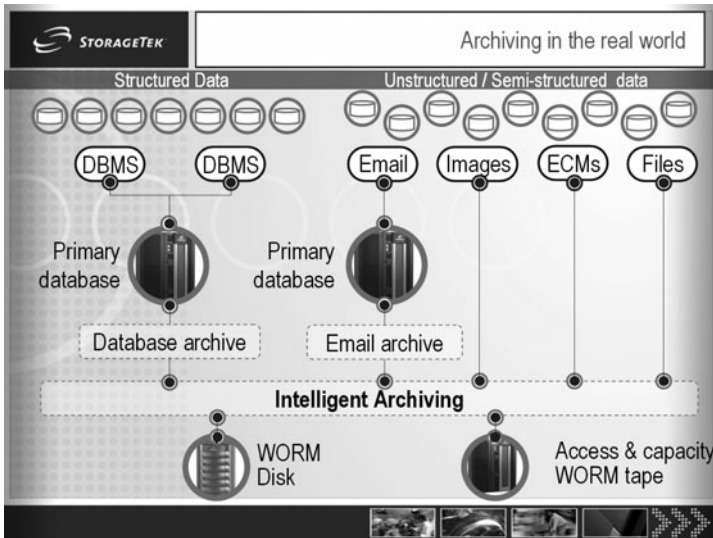 STORAGETEK
Archiving in the real world
Structured Data
Unstructured / Semi-structured data
DBMS
DBMS
Email
Images
ECMs
Files
Primary
database
Primary
database
Database archive
Email archive
Intelligent Archiving
WORM
Disk
Access & capacity
WORM tape